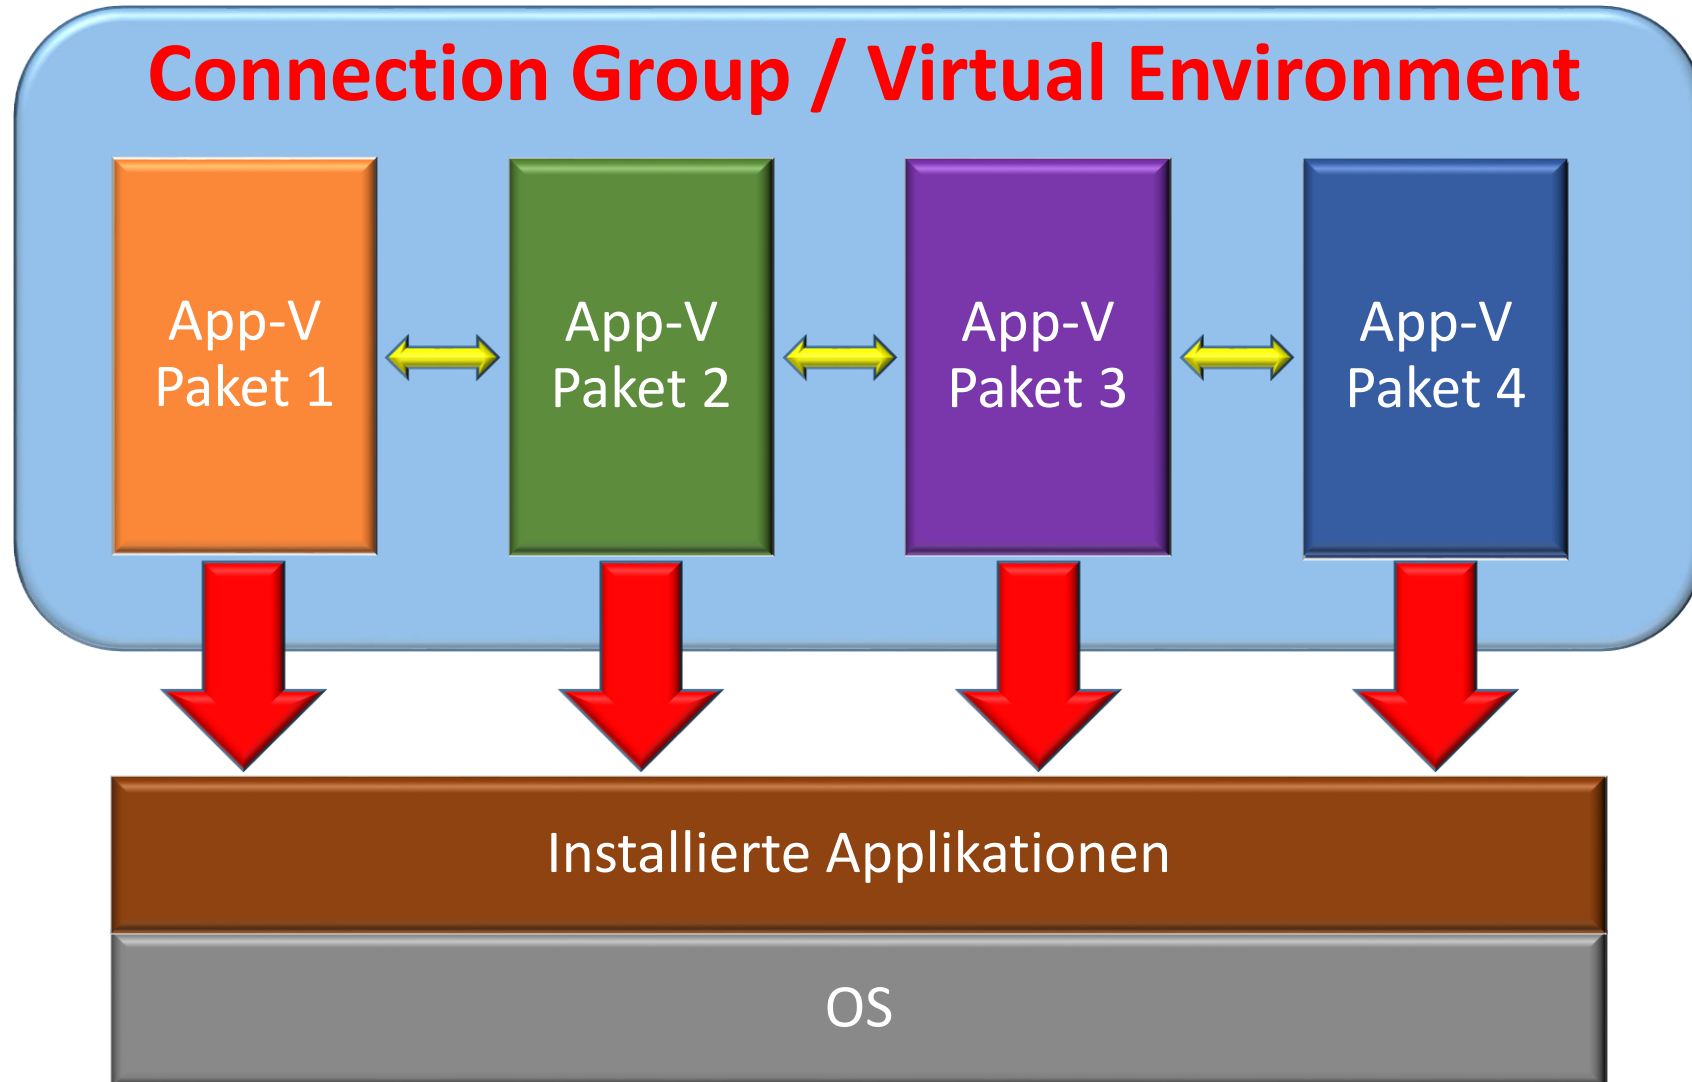 Connection Group / Virtual Environment
App-V
Paket 1
App-V
Paket 2
App-V
Paket 3
App-V
Paket 4
Installierte Applikationen
OS